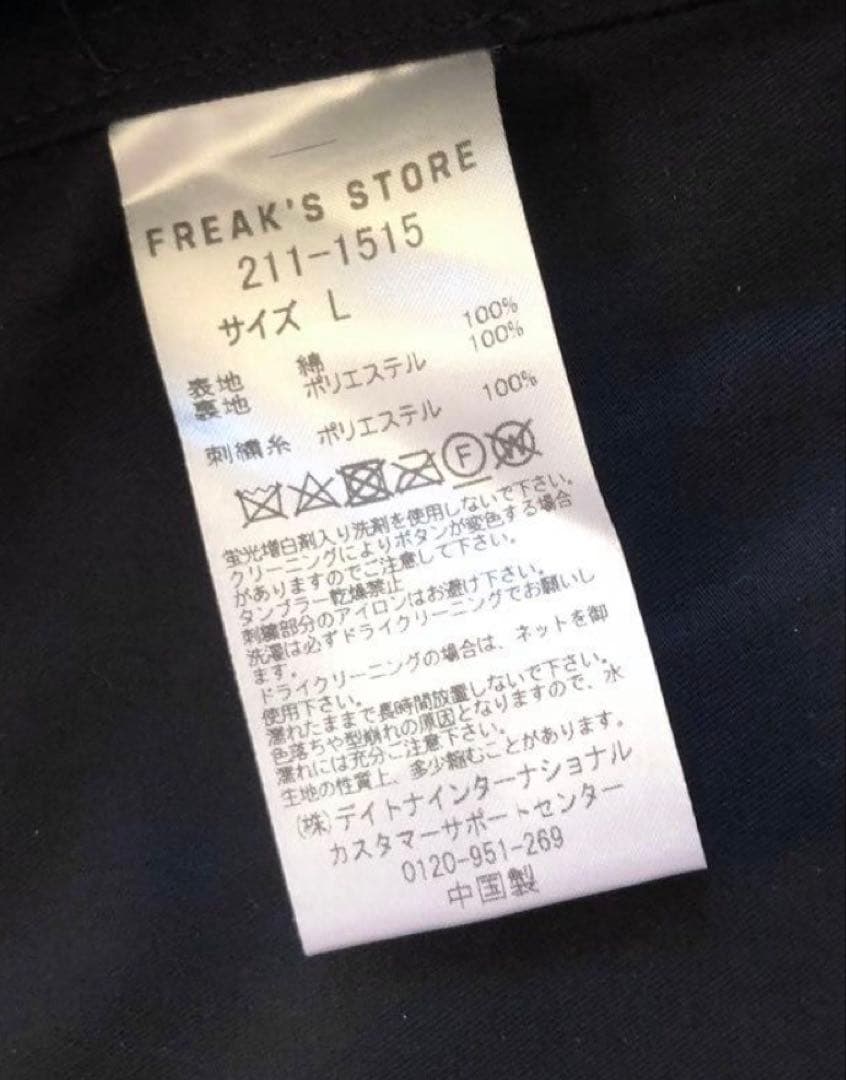 FREAK'S STORE
211-1515
サイズ L
表地 綿 100%
裏地 ポリエステル 100%
刺繍糸 ポリエステル 100%
F W
蛍光増白剤入り洗剤を使用しないで下さい。
クリーニングによりボタンが変色する場合
がありますのでご注意して下さい。
タンブラー乾燥禁止
刺繍部分のアイロンはお避け下さい。
洗濯は必ずドライクリーニングでお願いし
ます。
ドライクリーニングの場合は、ネットを御
使用下さい。
濡れたままで長時間放置しないで下さい。
色落ちや型崩れの原因となりますので、水
濡れには充分ご注意下さい。
生地の性質上、多少縮むことがあります。
(株)デイトナインターナショナル
カスタマーサポートセンター
0120-951-269
中国製